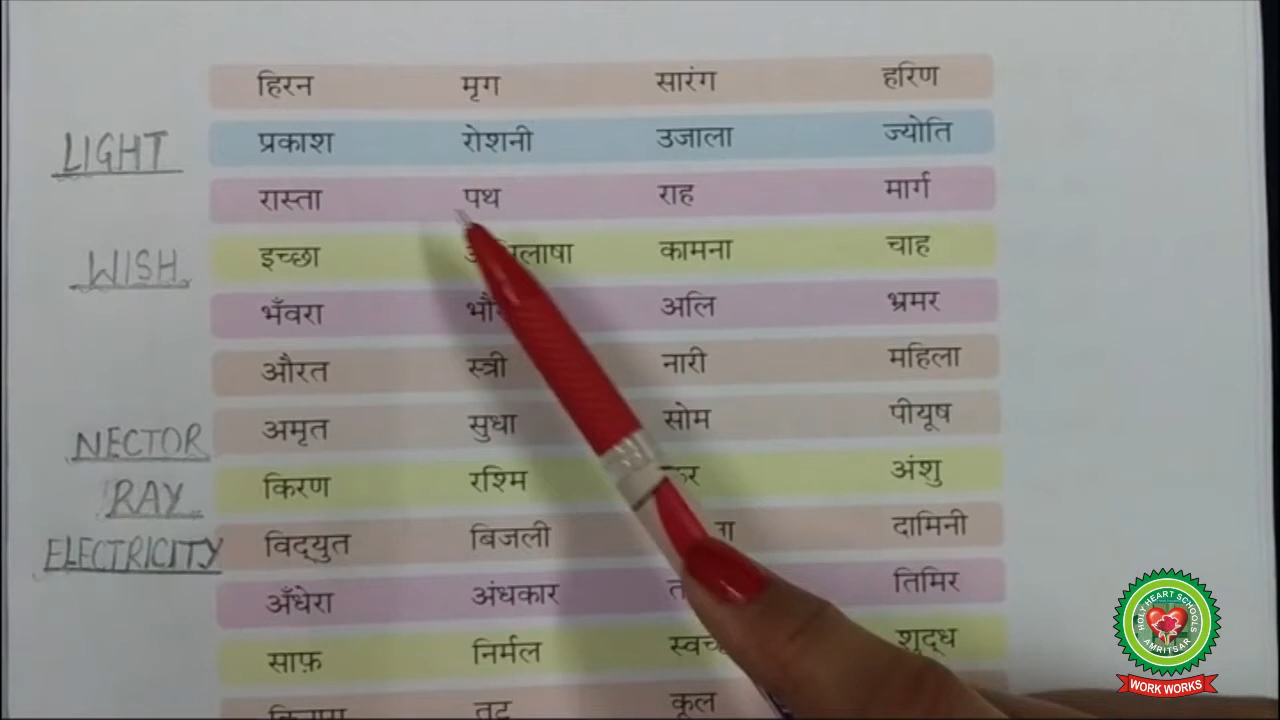 हिरन मृग सारंग हरिण
LIGHT प्रकाश रोशनी उजाला ज्योति
रास्ता पथ राह मार्ग
WISH इच्छा कामना चाह
भँवरा अलि भ्रमर
औरत स्त्री नारी महिला
NECTOR अमृत सुधा सोम पीयूष
RAY किरण रश्मि अंशु
ELECTRICITY विद्युत बिजली दामिनी
अँधेरा अंधकार तिमिर
साफ़ निर्मल शुद्ध
तट कूल
HOLY HEART SCHOOLS
AMRITSAR
WORK WORKS